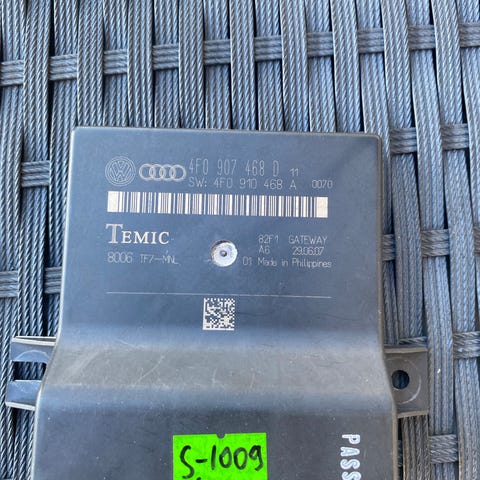 4F0 907 468 D 11
SW: 4F0 910 468 A 0070
TEMIC
82F1 GATEWAY
A6 29.06.07
8006 TF7-MNL 01 Made in Philippines
S-1009
PASS